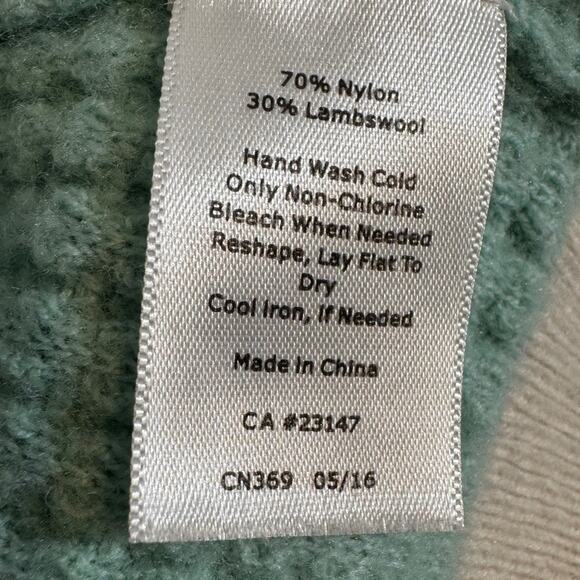 70% Nylon
30% Lambswool
Hand Wash Cold
Only Non-Chlorine
Bleach When Needed
Reshape, Lay Flat To
Dry
Cool Iron, If Needed
Made in China
CA #23147
CN369 05/16